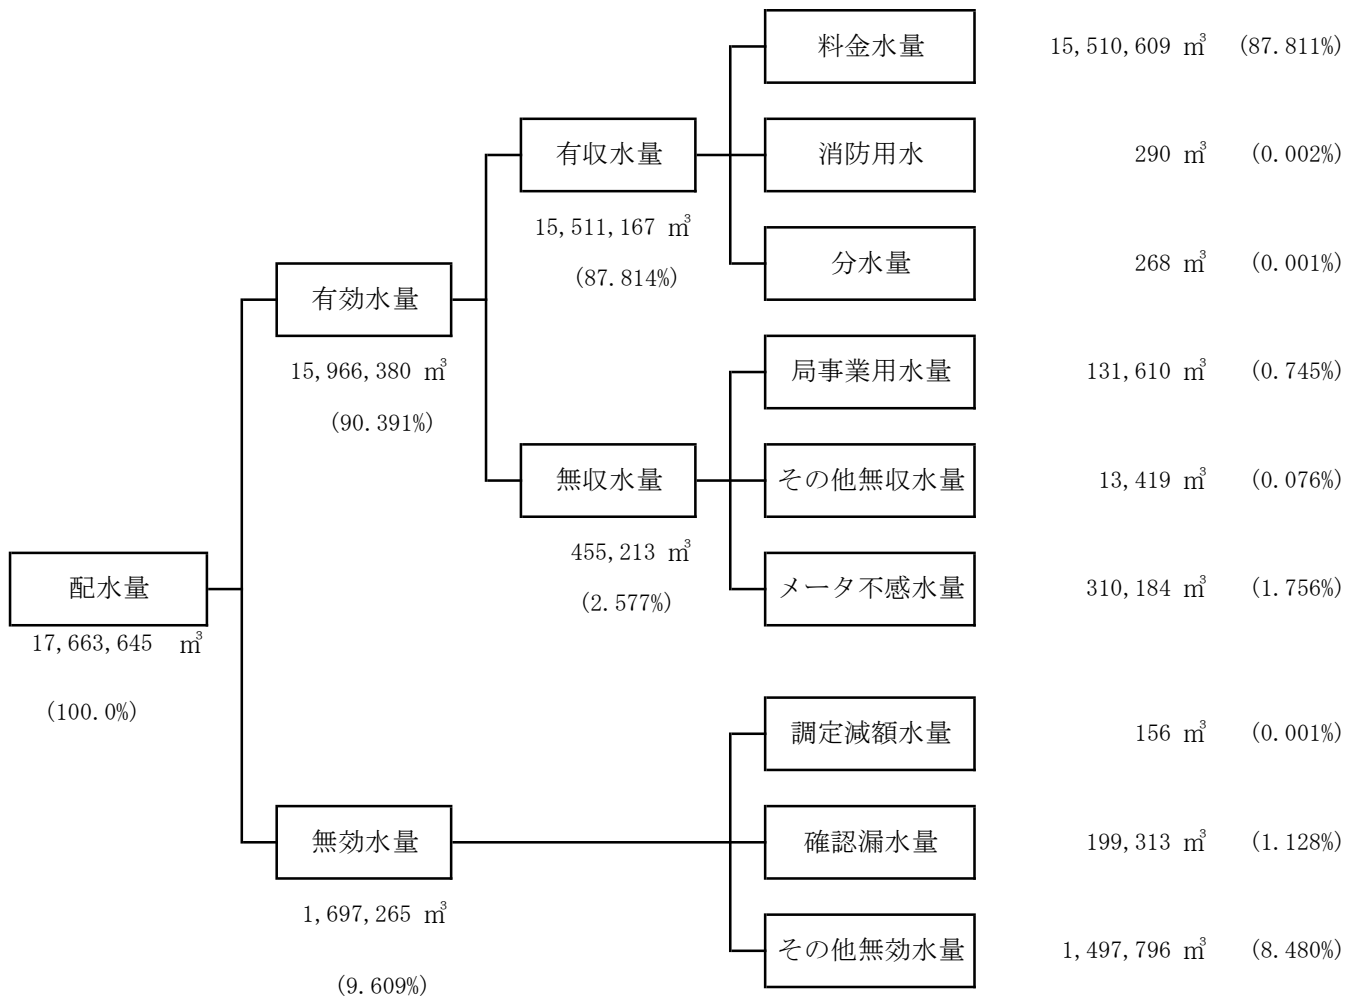 料金水量 15,510,609 ㎥ (87.811%)
有収水量 消防用水 290 ㎥ (0.002%)
15,511,167 ㎥
分水量 268 ㎥ (0.001%)
(87.814%)
有効水量
15,966,380 ㎥ 局事業用水量 131,610 ㎥ (0.745%)
(90.391%)
無収水量 その他無収水量 13,419 ㎥ (0.076%)
455,213 ㎥
配水量 メータ不感水量 310,184 ㎥ (1.756%)
(2.577%)
17,663,645 ㎥
(100.0%)
調定減額水量 156 ㎥ (0.001%)
無効水量 確認漏水量 199,313 ㎥ (1.128%)
1,697,265 ㎥
その他無効水量 1,497,796 ㎥ (8.480%)
(9.609%)